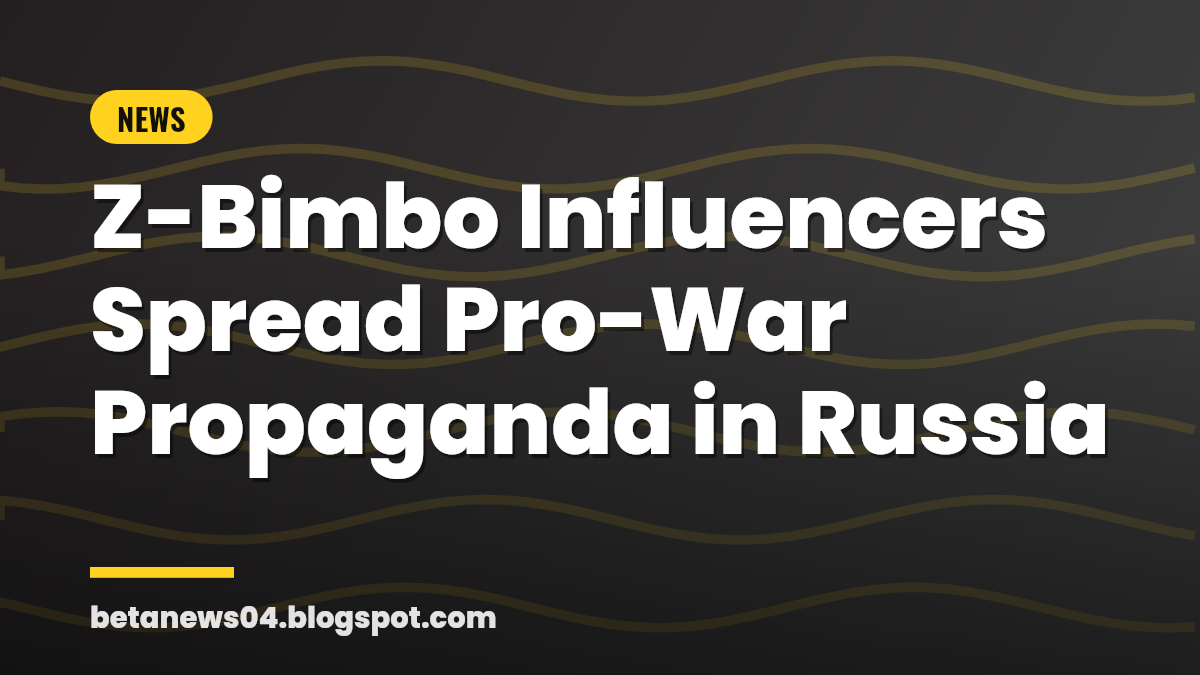 NEWS
Z-Bimbo Influencers
Spread Pro-War
Propaganda in Russia
betanews04.blogspot.com